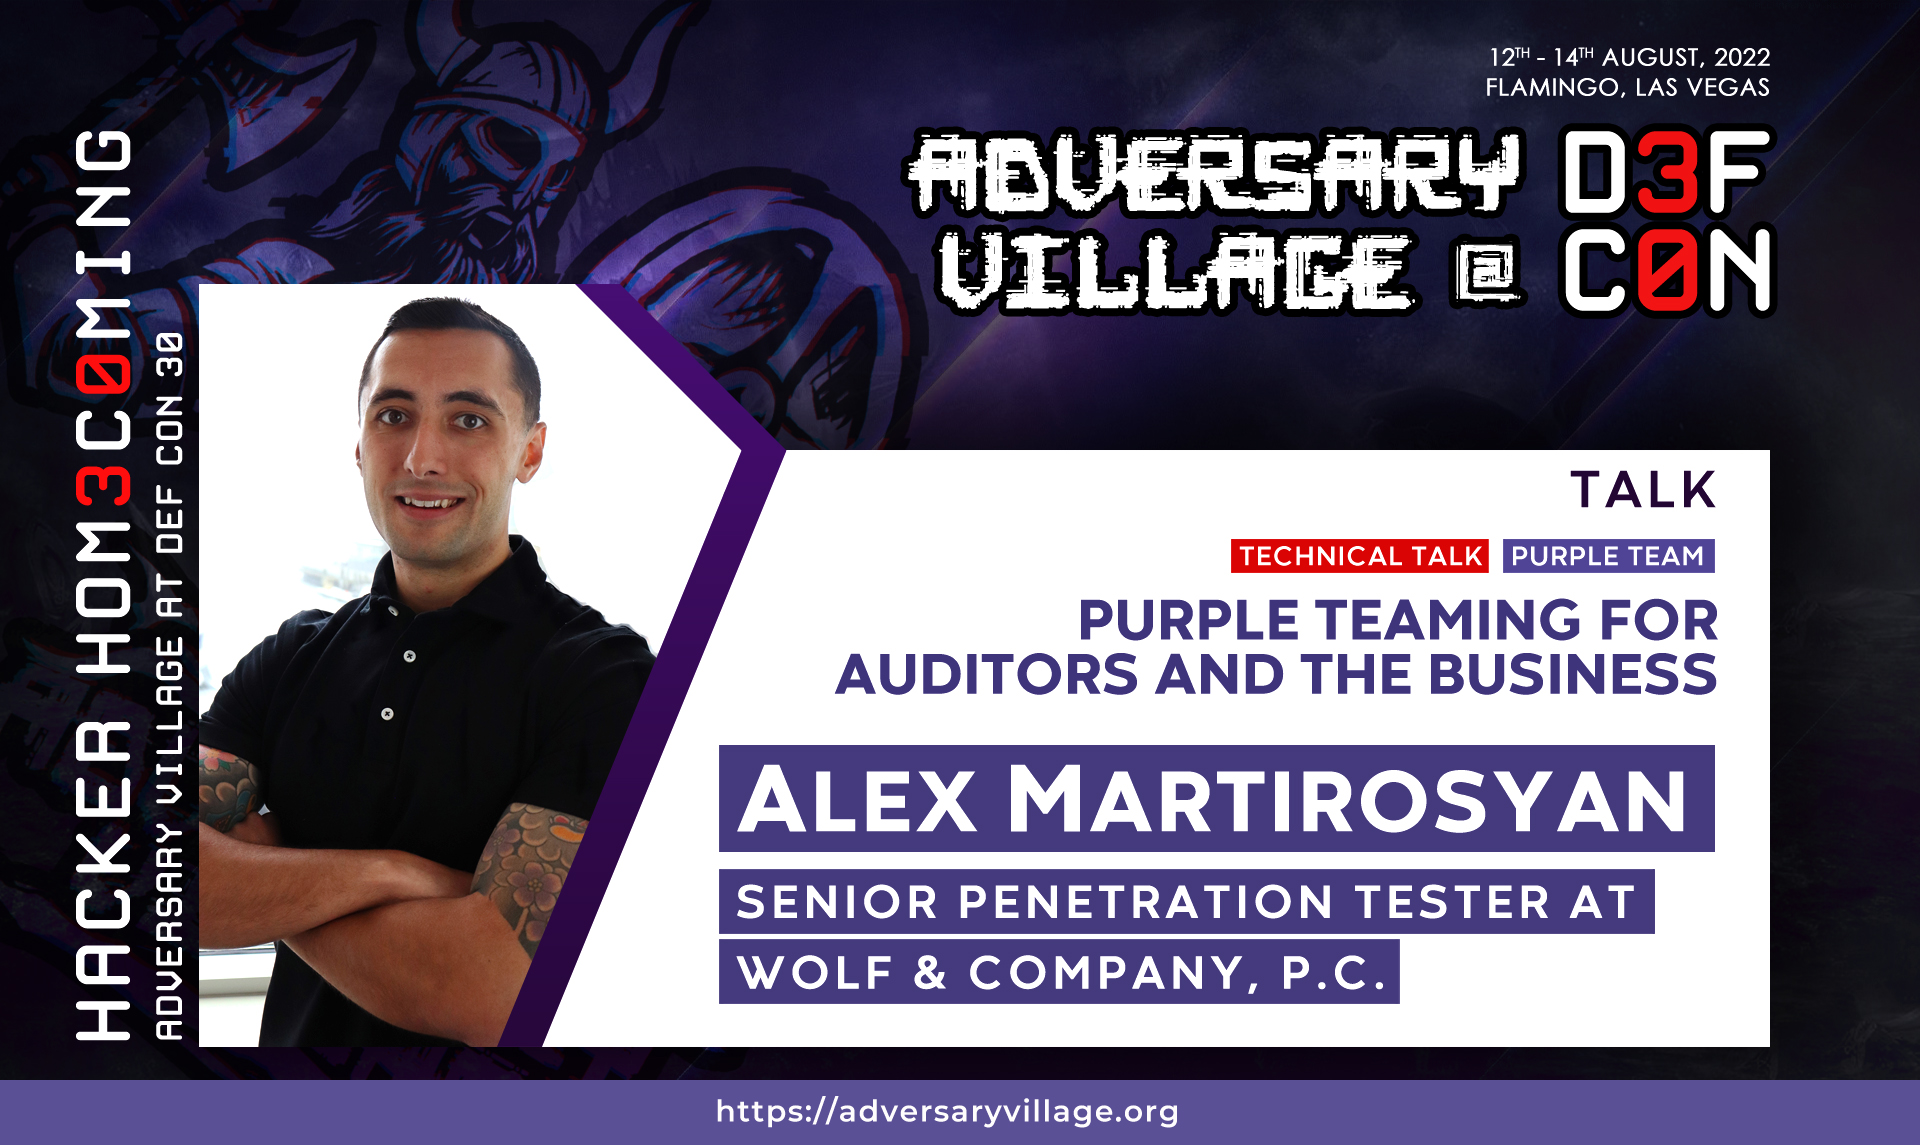 12TH - 14TH AUGUST, 2022
FLAMINGO, LAS VEGAS
ADVERSARY D3F
VILLAGE @ C0N
HACKER HOM3C0MING
ADVERSARY VILLAGE AT DEF CON 30
TALK
TECHNICAL TALK PURPLE TEAM
PURPLE TEAMING FOR
AUDITORS AND THE BUSINESS
ALEX MARTIROSYAN
SENIOR PENETRATION TESTER AT
WOLF & COMPANY, P.C.
https://adversaryvillage.org